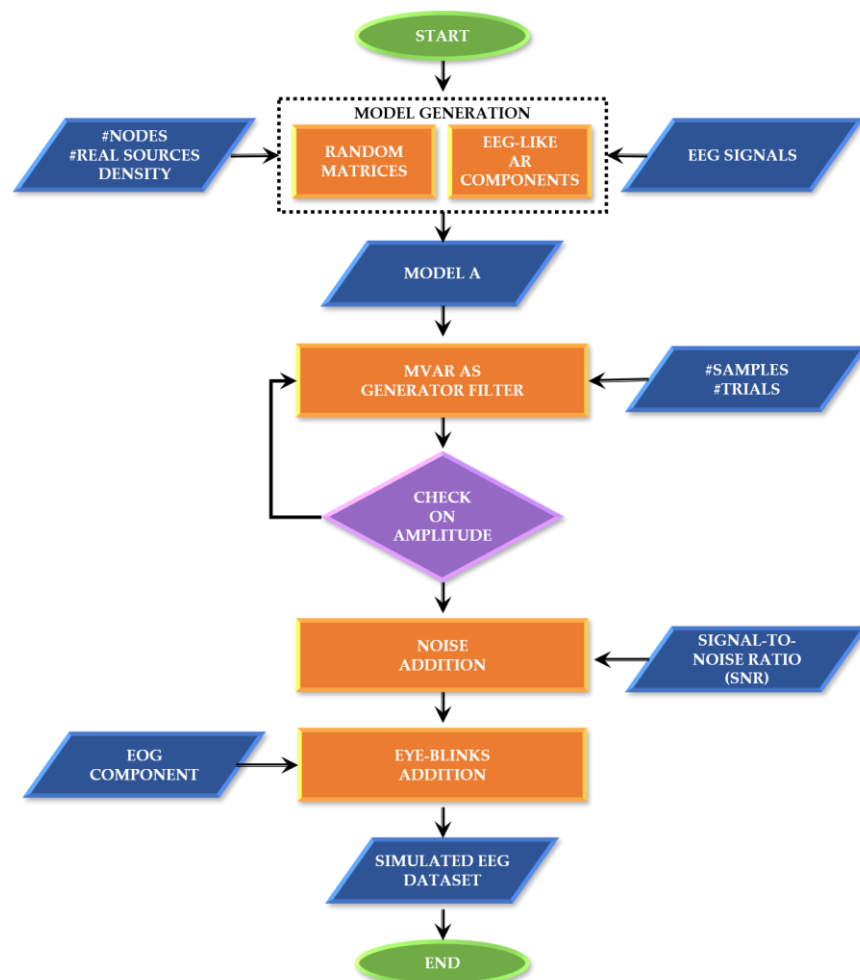 START
MODEL GENERATION
#NODES
#REAL SOURCES
DENSITY
RANDOM
MATRICES
EEG-LIKE
AR
COMPONENTS
EEG SIGNALS
MODEL A
MVAR AS
GENERATOR FILTER
#SAMPLES
#TRIALS
CHECK
ON
AMPLITUDE
NOISE
ADDITION
SIGNAL-TO-
NOISE RATIO
(SNR)
EOG
COMPONENT
EYE-BLINKS
ADDITION
SIMULATED EEG
DATASET
END